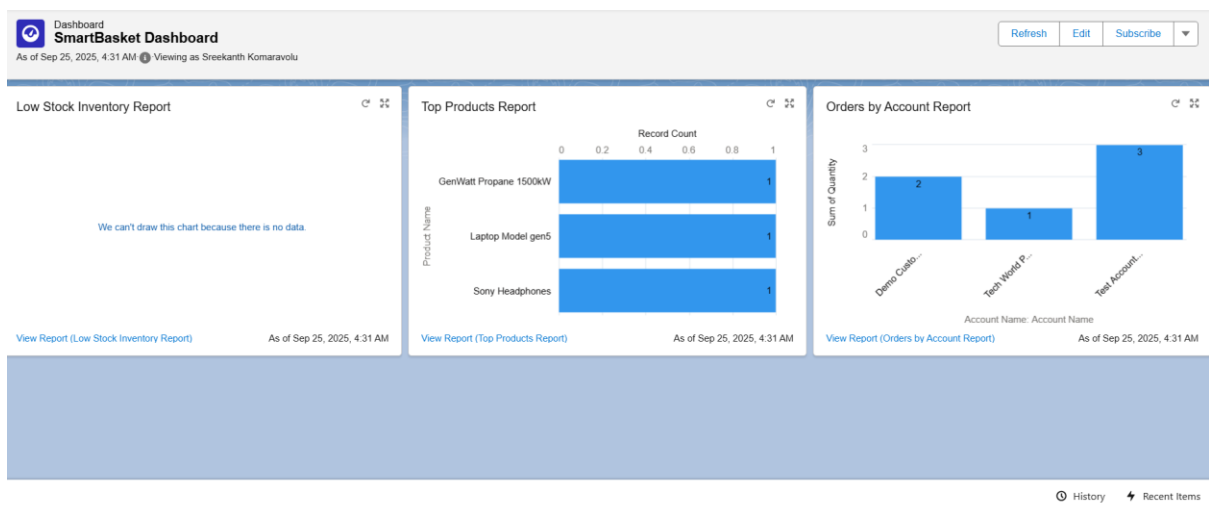 Dashboard
SmartBasket Dashboard
As of Sep 25, 2025, 4:31 AM Viewing as Sreekanth Komaravolu
Refresh
Edit
Subscribe
Low Stock Inventory Report
We can't draw this chart because there is no data.
View Report (Low Stock Inventory Report)
As of Sep 25, 2025, 4:31 AM
Top Products Report
Record Count
0 0.2 0.4 0.6 0.8 1
Product Name
GenWatt Propane 1500kW
1
Laptop Model gen5
1
Sony Headphones
1
View Report (Top Products Report)
As of Sep 25, 2025, 4:31 AM
Orders by Account Report
Sum of Quantity
3
2
1
0
2
1
3
Demo Custo...
Tech World P...
Test Account...
Account Name: Account Name
View Report (Orders by Account Report)
As of Sep 25, 2025, 4:31 AM
History
Recent Items